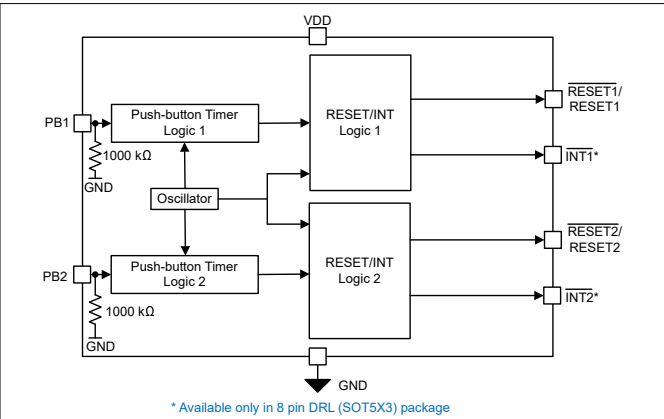 VDD
PB1
Push-button Timer
Logic 1
RESET/INT
Logic 1
RESET1/
RESET1
INT1*
1000 kΩ
GND
Oscillator
PB2
Push-button Timer
Logic 2
RESET/INT
Logic 2
RESET2/
RESET2
INT2*
1000 kΩ
GND
GND
* Available only in 8 pin DRL (SOT5X3) package